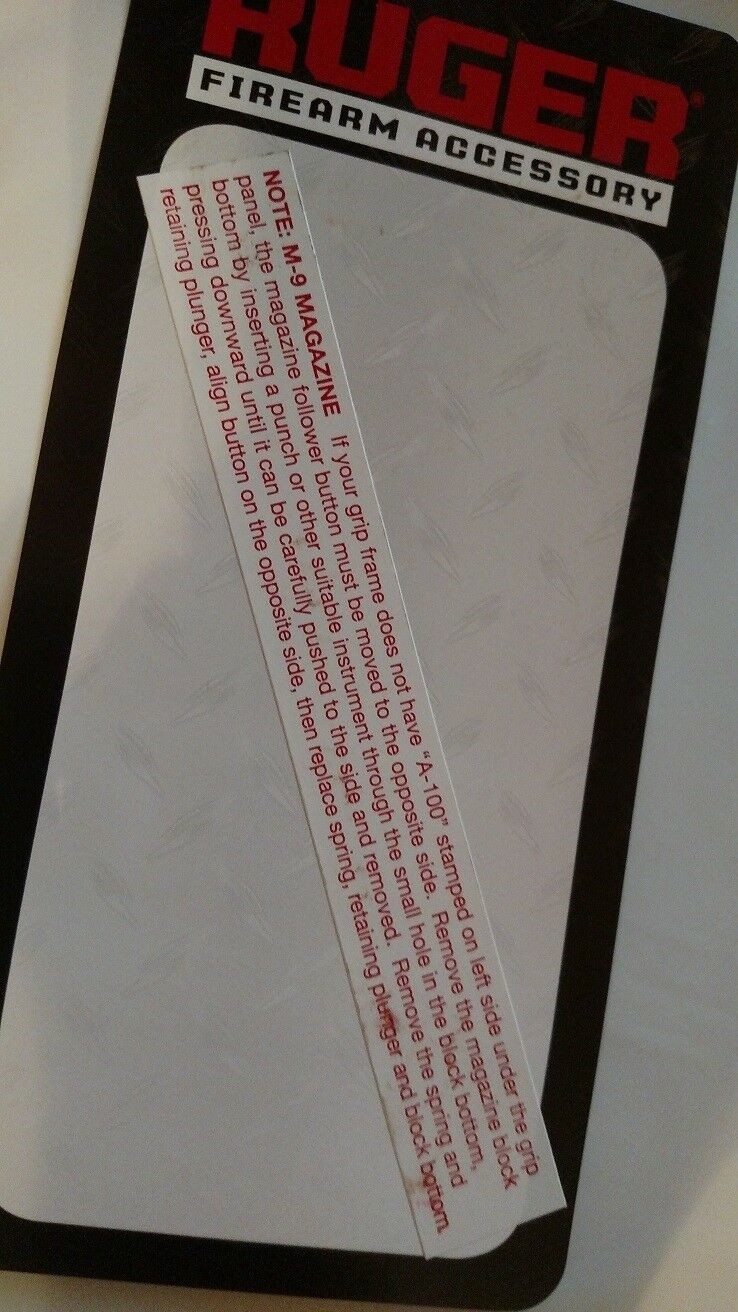 RUGER®
FIREARM ACCESSORY
NOTE: M-9 MAGAZINE If your grip frame does not have "A-100" stamped on left side under the grip
panel, the magazine follower button must be moved to the opposite side. Remove the magazine block
bottom by inserting a punch or other suitable instrument through the small hole in the block bottom,
pressing downward until it can be carefully pushed to the side and removed. Remove the spring and
retaining plunger, align button on the opposite side, then replace spring, retaining plunger and block bottom.